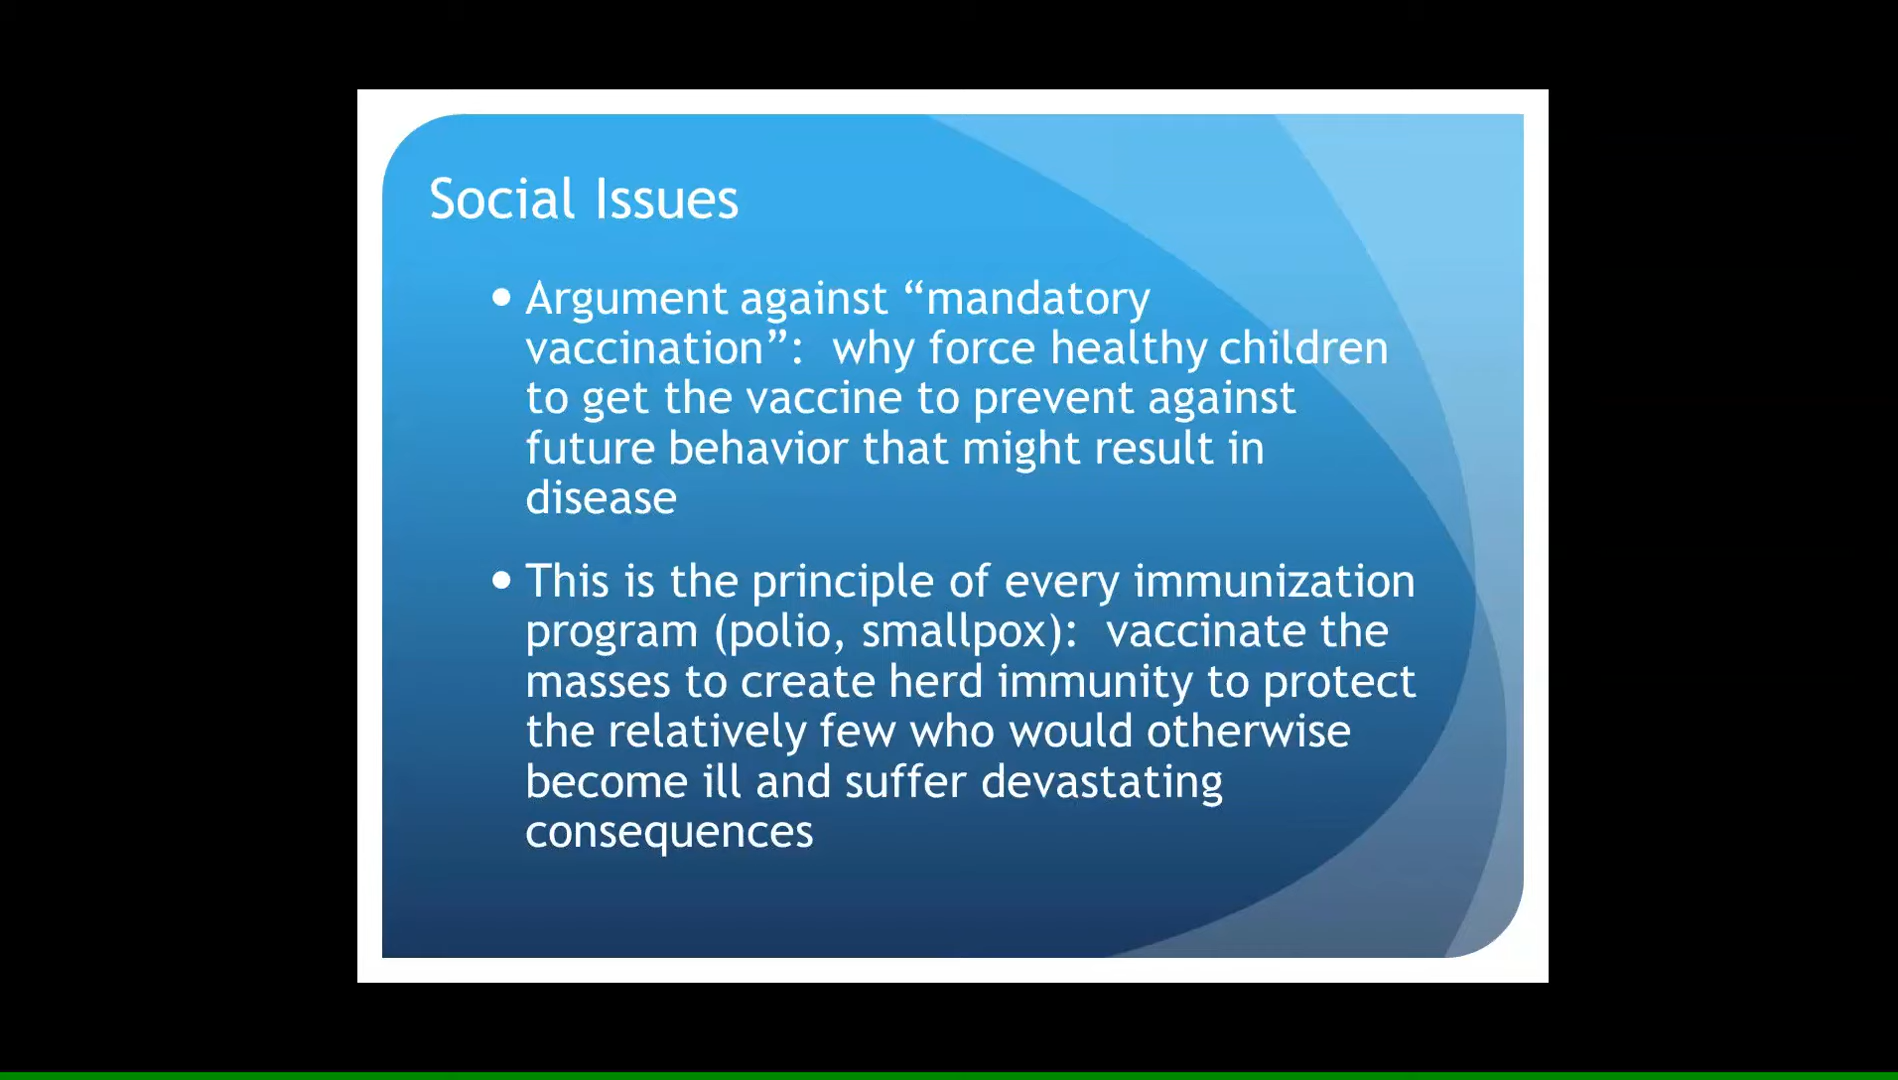 Social Issues
• Argument against “mandatory
vaccination”: why force healthy children
to get the vaccine to prevent against
future behavior that might result in
disease
• This is the principle of every immunization
program (polio, smallpox): vaccinate the
masses to create herd immunity to protect
the relatively few who would otherwise
become ill and suffer devastating
consequences